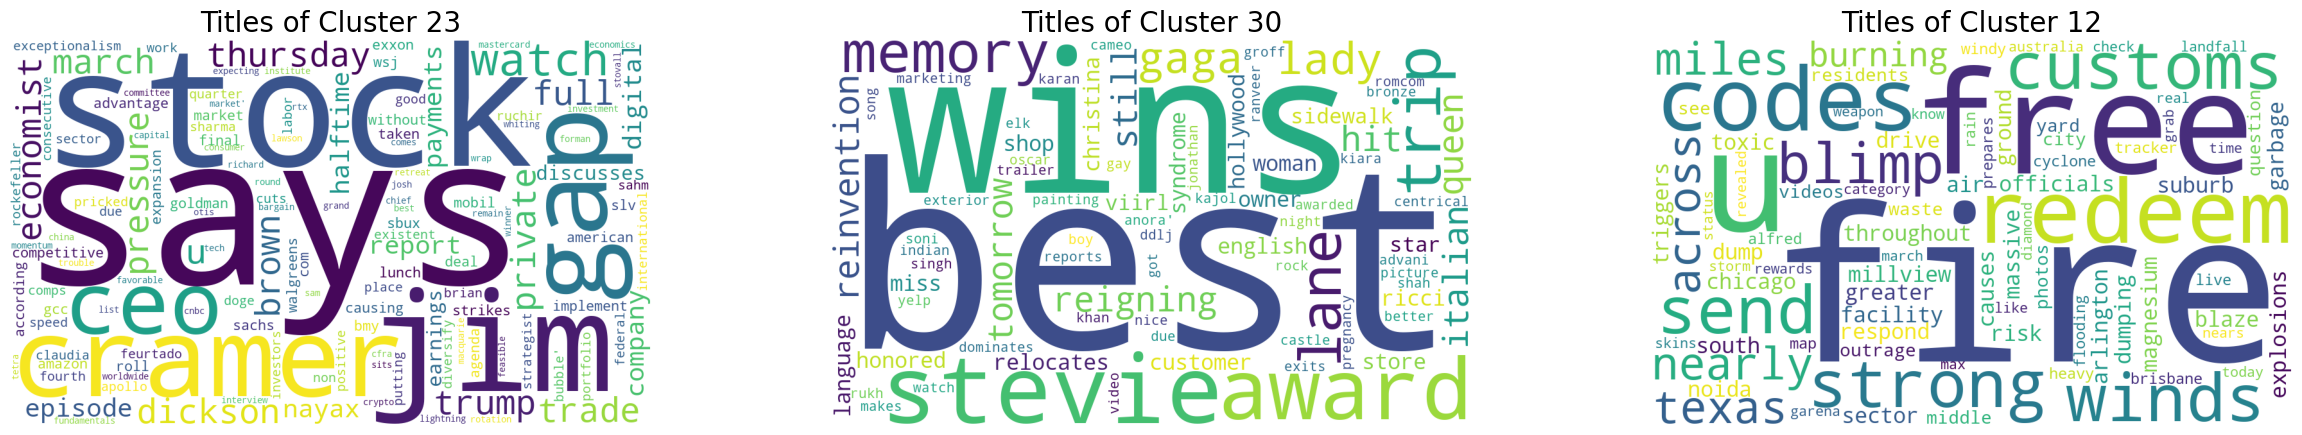 Titles of Cluster 23
exceptionalism work thursday exxon wsj mastercard economics
march watch
expecting institute
stock
says
gap
jim
cramer
ceo
economist
consecutive
committee
advantage
quarter
market'
market
sharma
final
sector
pressure
expansion
capital
lawson
consumer
halftime
labor
rtx
good
without
taken
comes
payments
ruchir
whiting
full
digital
investment
forman
stovall
rockefeller
richard
wrap
discusses
sahm
retreat
round
josh
chief
best
cuts
bargain
grand
mobil
slv
pricked
due
goldman
otis
sbux
existent
report
deal
private
remain
winner
american
international
momentum
china
competitive
trouble
favorable
u
tech
brown
walgreens
com
sam
lunch
place
according
comps
gcc
speed
list
cnbc
doge
sachs
causing
brian
strikes
implement
federal
company
claudia
amazon
fourth
feurtado
roll
worldwide
apollo
investors
non
positive
bmy
cfra
sits
putting
earnings
diversify
macquarie
agenda
feasible
strategist
bubble'
portfolio
tetra
episode
dickson
nayax
interview
crypto
trump
trade
fundamentals
lightning
rotation
Titles of Cluster 30
memory
cameo
gaga
groff
lady
romcom
bronze
marketing
karan
song
wins
best
reinvention
christina
still
hollywood
ranveer
sidewalk
hit
trip
queen
elk
shop
oscar
gay
trailer
syndrome
jonathan
woman
kiara
exterior
painting
viirl
kajol
owner
awarded
centrical
tomorrow
anora'
night
soni
indian
singh
miss
yelp
boy
reports
ddlj
got
english
rock
lane
star
advani
picture
shah
ricci
better
italian
reigning
khan
nice
due
castle
pregnancy
language
dominates
honored
relocates
customer
exits
store
rukh
watch
makes
stevie
video
award
Titles of Cluster 12
miles
burning
windy
australia
check
landfall
residents
customs
codes
free
fire
see
weapon
know
rain
ground
real
grab
tracker
time
question
garbage
across
toxic
drive
yard
city
cyclone
u
revealed
blimp
prepares
videos
category
air
officials
suburb
triggers
status
waste
redeem
alfred
throughout
diamond
dump
storm
rewards
march
chicago
millview
causes
massive
photos
live
send
greater
facility
like
respond
risk
flooding
arlington
dumping
magnesium
blaze
nears
explosions
skins
south
map
outrage
max
nearly
noida
strong
heavy
brisbane
today
texas
garena
sector
middle
winds